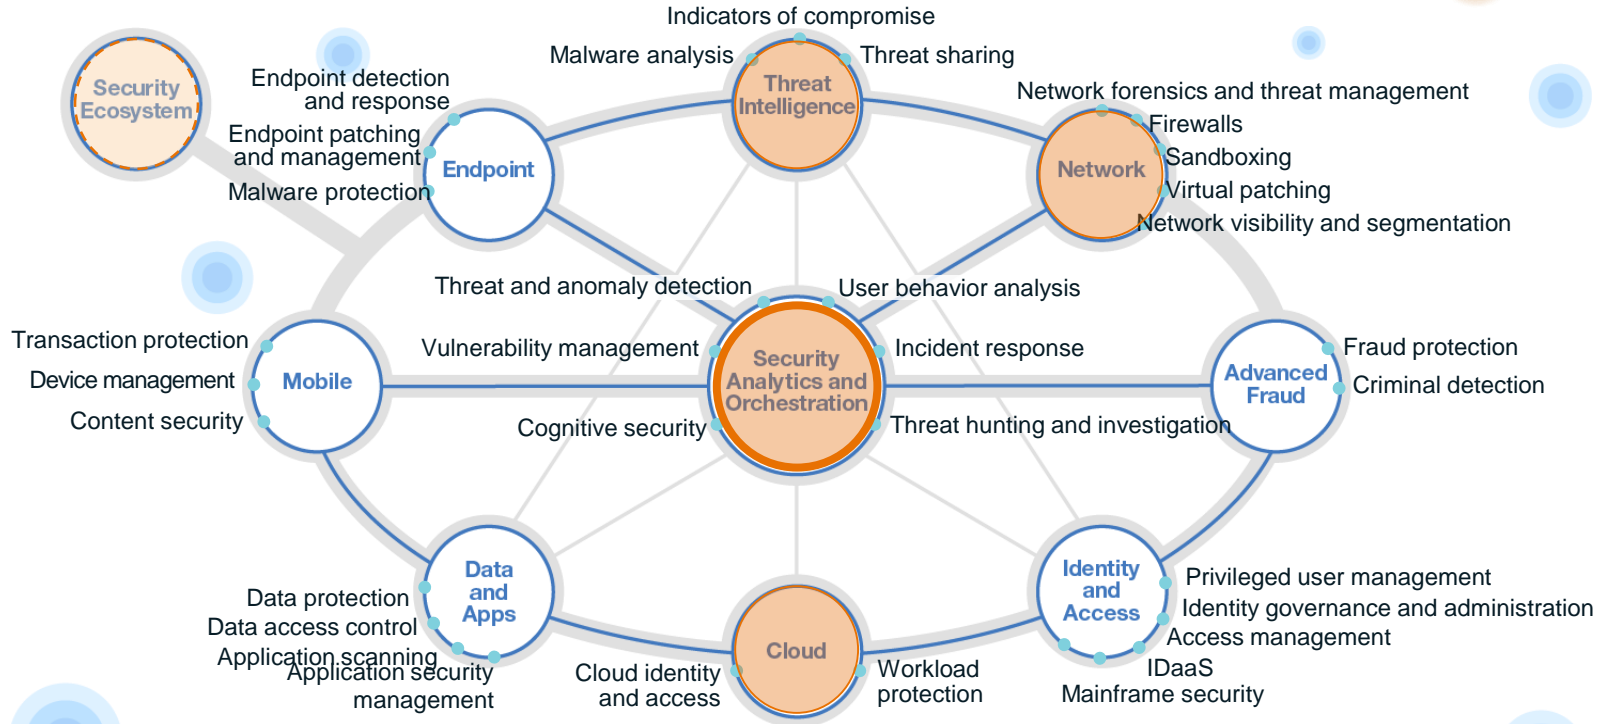 Indicators of compromise
Malware analysis
Threat sharing
Threat
Intelligence
Security
Ecosystem
Endpoint detection
and response
Endpoint patching
and management
Malware protection
Endpoint
Network forensics and threat management
Firewalls
Sandboxing
Virtual patching
Network visibility and segmentation
Network
Threat and anomaly detection
User behavior analysis
Vulnerability management
Incident response
Cognitive security
Threat hunting and investigation
Security
Analytics and
Orchestration
Transaction protection
Device management
Content security
Mobile
Advanced
Fraud
Fraud protection
Criminal detection
Data
and
Apps
Data protection
Data access control
Application scanning
Application security
management
Cloud
Cloud identity
and access
Workload
protection
Identity
and
Access
Privileged user management
Identity governance and administration
Access management
IDaaS
Mainframe security